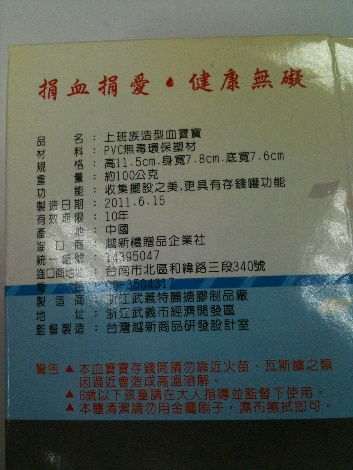 捐血捐愛・健康無礙
品名：上班族造型血寶寶
材料：PVC無毒環保塑材
規格：高11.5cm.身寬7.8cm.底寬7.6cm
重量：約100公克
功能：收集擺設之美,更具有存錢罐功能
製造日期：2011.6.15
有效期限：10年
產地：中國
進口商：越新禮贈品企業社
統一編號：14395047
進口商地址：台南市北區和緯路三段340號
電話：06-3504317
製造商：浙江武義特麗搪膠制品廠
地址：浙江武義市經濟開發區
監督製造：台灣越新商品研發設計室
警告▲本血寶寶存錢筒請勿靠近火苗、瓦斯爐之類
因過近會造成高溫溶解。
▲8歲以下孩童請在大人指導並監督下使用。
▲本體清潔請勿用金屬刷子，濕布擦拭即可。